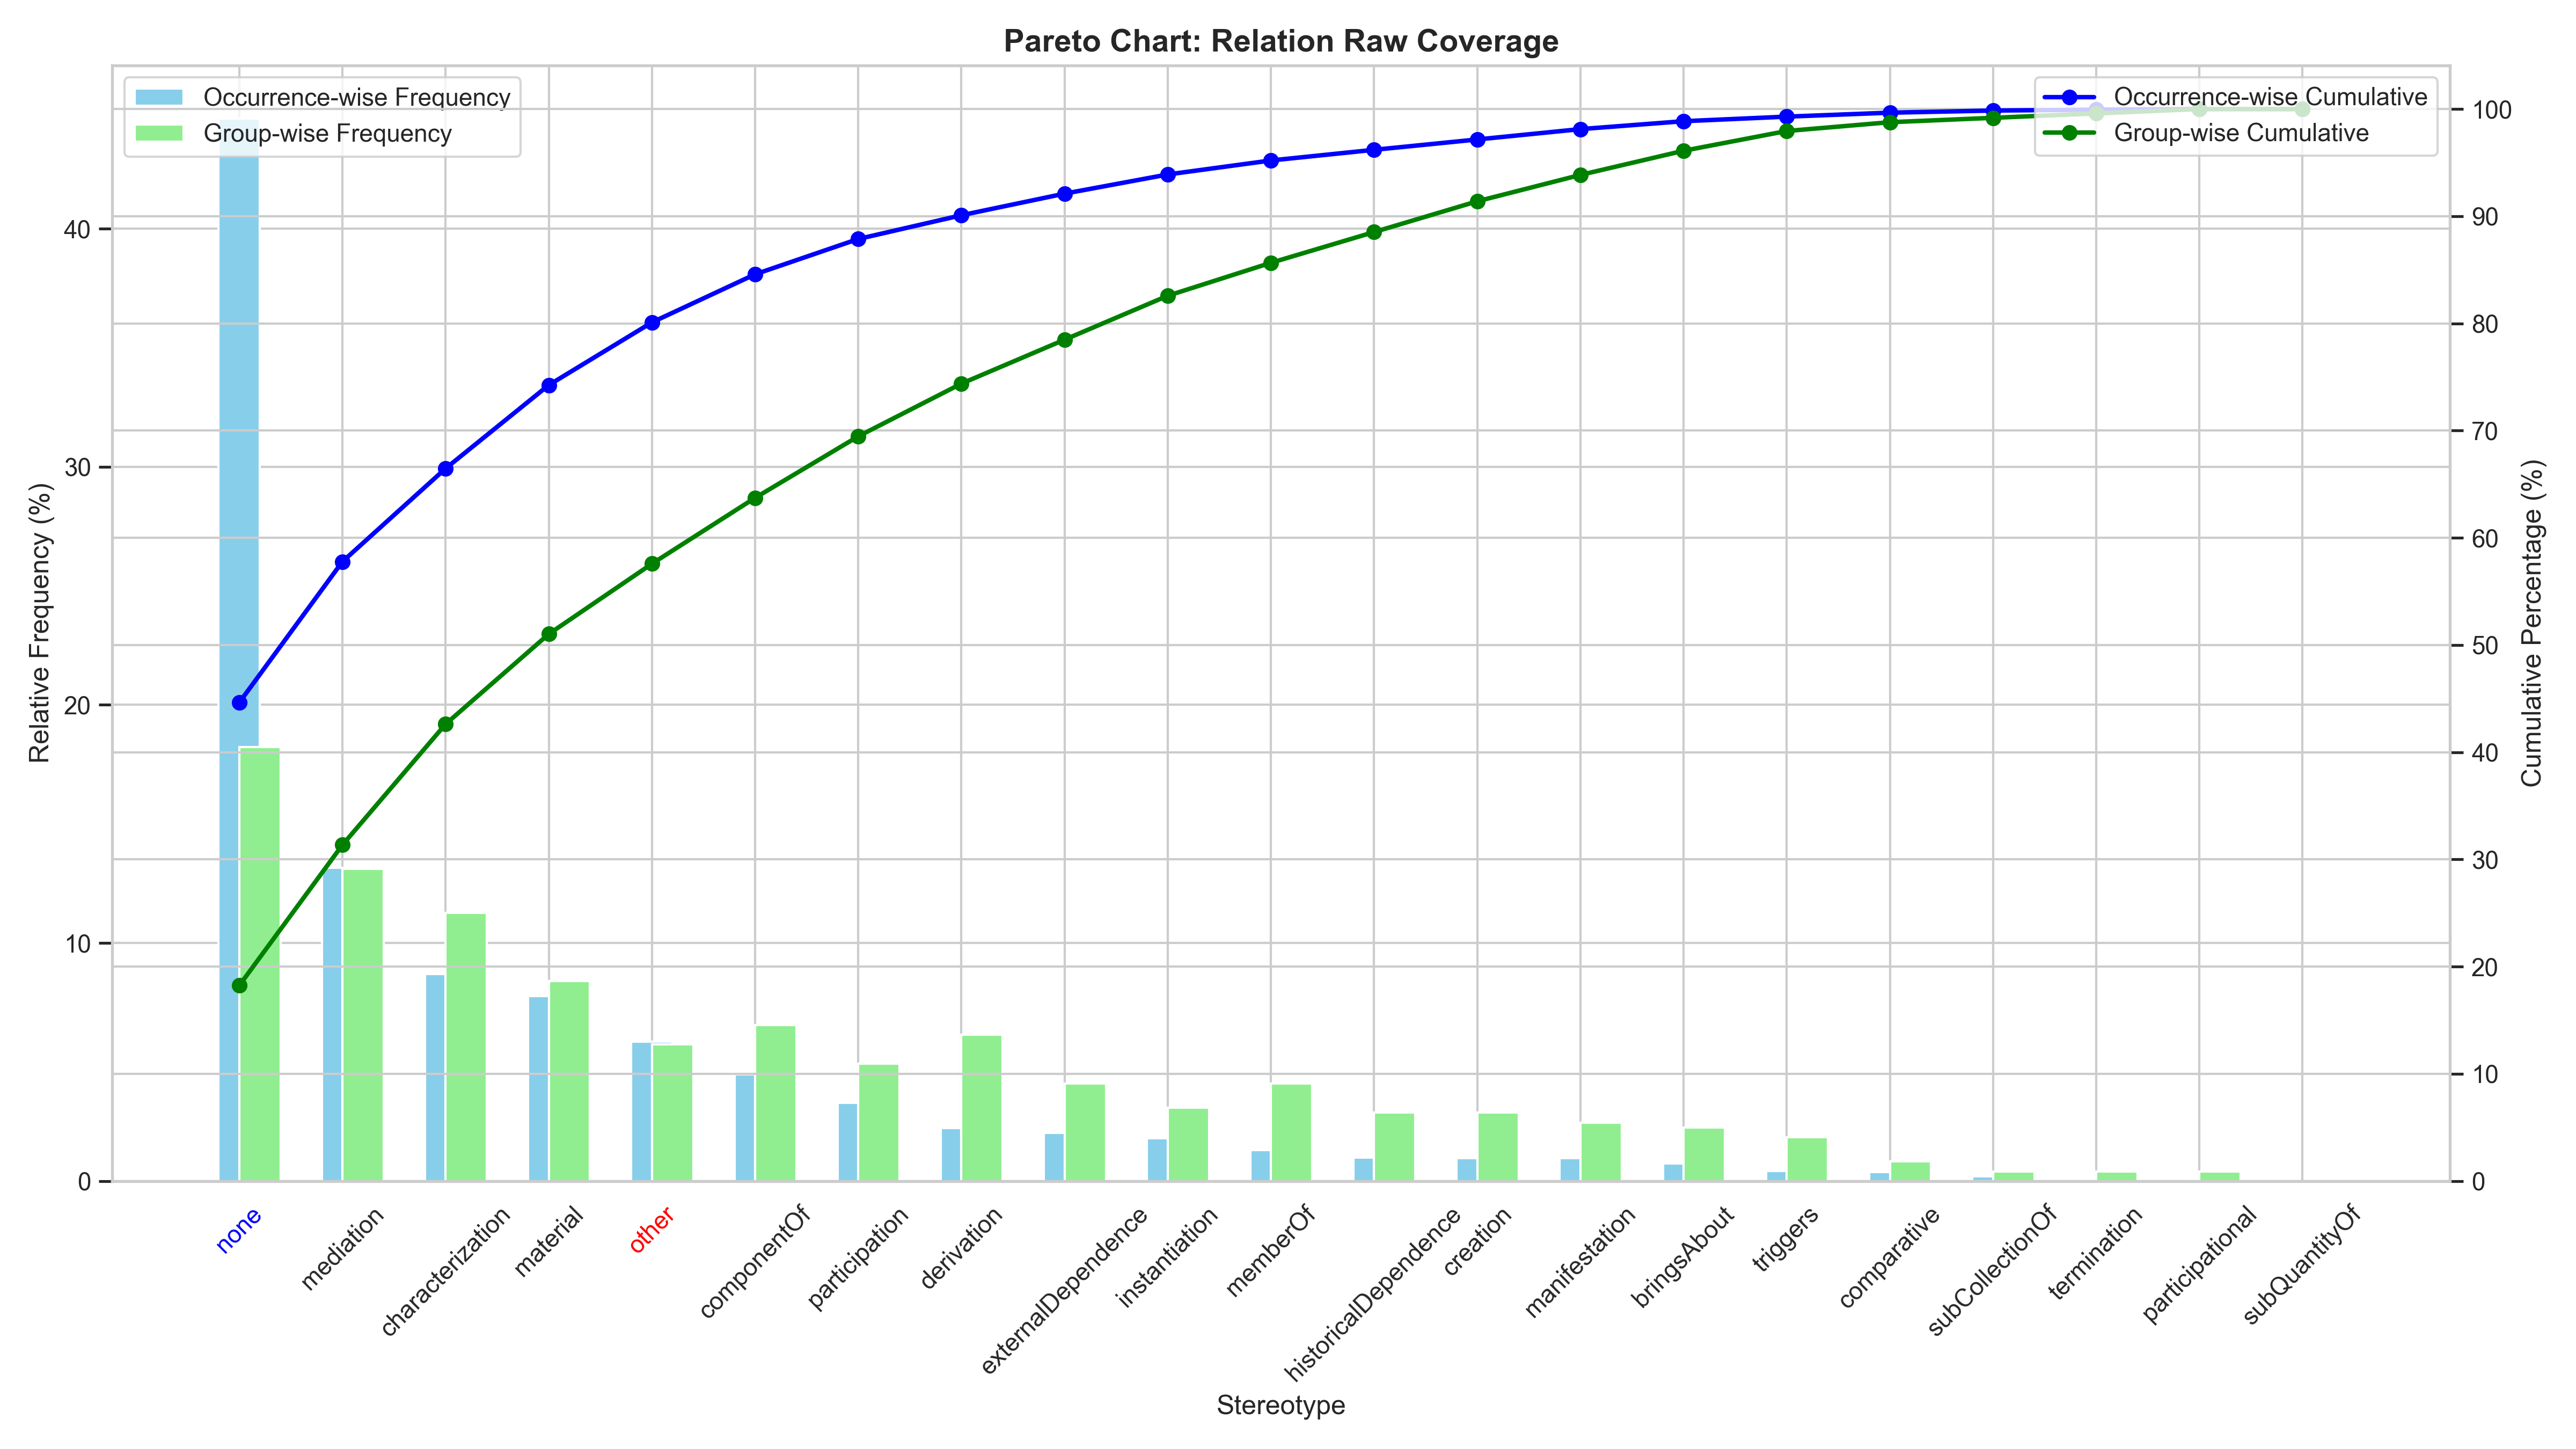 Pareto Chart: Relation Raw Coverage
Occurrence-wise Frequency
Group-wise Frequency
Occurrence-wise Cumulative
Group-wise Cumulative
Relative Frequency (%)
40
30
20
10
0
100
90
80
70
60
50
40
30
20
10
0
Cumulative Percentage (%)
none
mediation
characterization
material
other
componentOf
participation
derivation
externalDependence
instantiation
memberOf
historicalDependence
creation
manifestation
bringsAbout
triggers
comparative
subCollectionOf
termination
participational
subQuantityOf
Stereotype